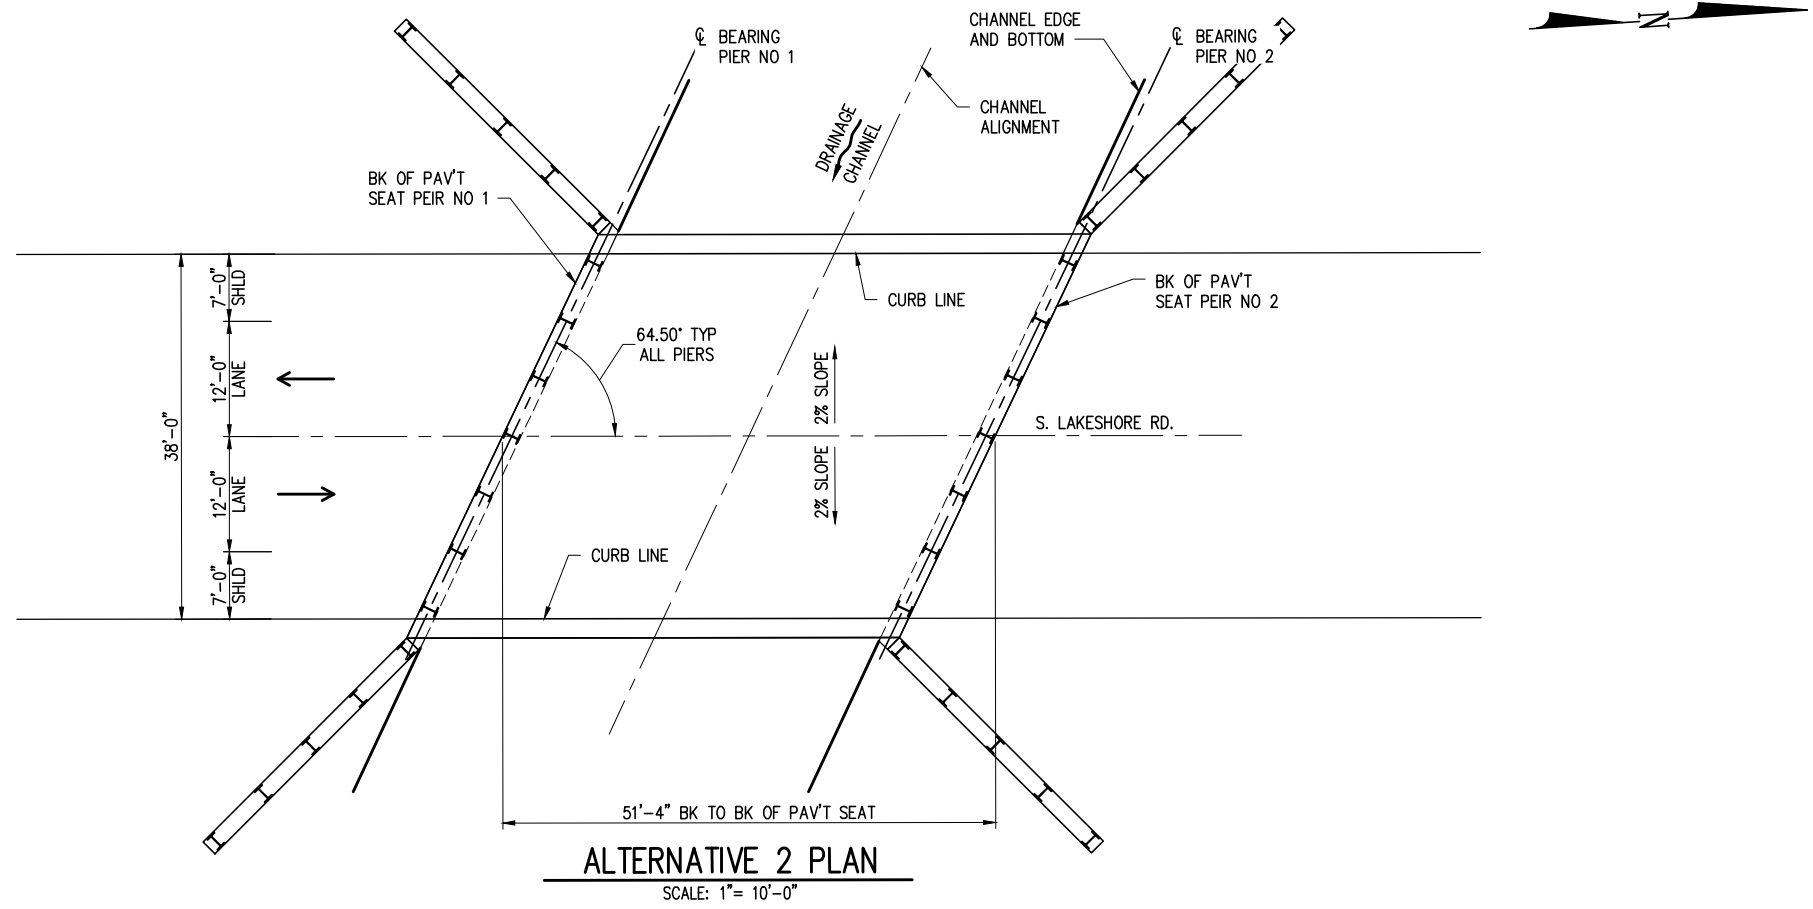 ℄ BEARING
PIER NO 1
CHANNEL EDGE
AND BOTTOM
℄ BEARING
PIER NO 2
N
CHANNEL
ALIGNMENT
DRAINAGE
CHANNEL
BK OF PAV'T
SEAT PEIR NO 1
BK OF PAV'T
SEAT PEIR NO 2
CURB LINE
7'-0"
SHLD
64.50° TYP
ALL PIERS
12'-0"
LANE
2% SLOPE
38'-0"
S. LAKESHORE RD.
12'-0"
LANE
2% SLOPE
CURB LINE
7'-0"
SHLD
51'-4" BK TO BK OF PAV'T SEAT
ALTERNATIVE 2 PLAN
SCALE: 1"= 10'-0"